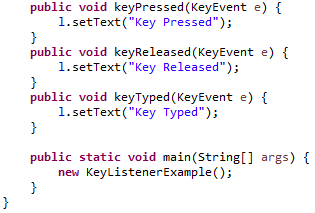 public void keyPressed(KeyEvent e) {
l.setText("Key Pressed");
}
public void keyReleased(KeyEvent e) {
l.setText("Key Released");
}
public void keyTyped(KeyEvent e) {
l.setText("Key Typed");
}
public static void main(String[] args) {
new KeyListenerExample();
}
}